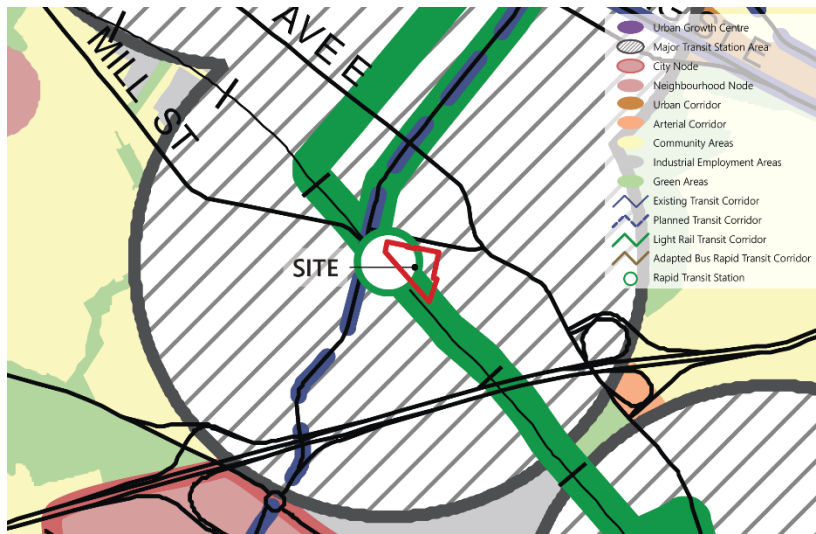 AVE E
MILL ST
SITE
Urban Growth Centre
Major Transit Station Area
City Node
Neighbourhood Node
Urban Corridor
Arterial Corridor
Community Areas
Industrial Employment Areas
Green Areas
Existing Transit Corridor
Planned Transit Corridor
Light Rail Transit Corridor
Adapted Bus Rapid Transit Corridor
Rapid Transit Station